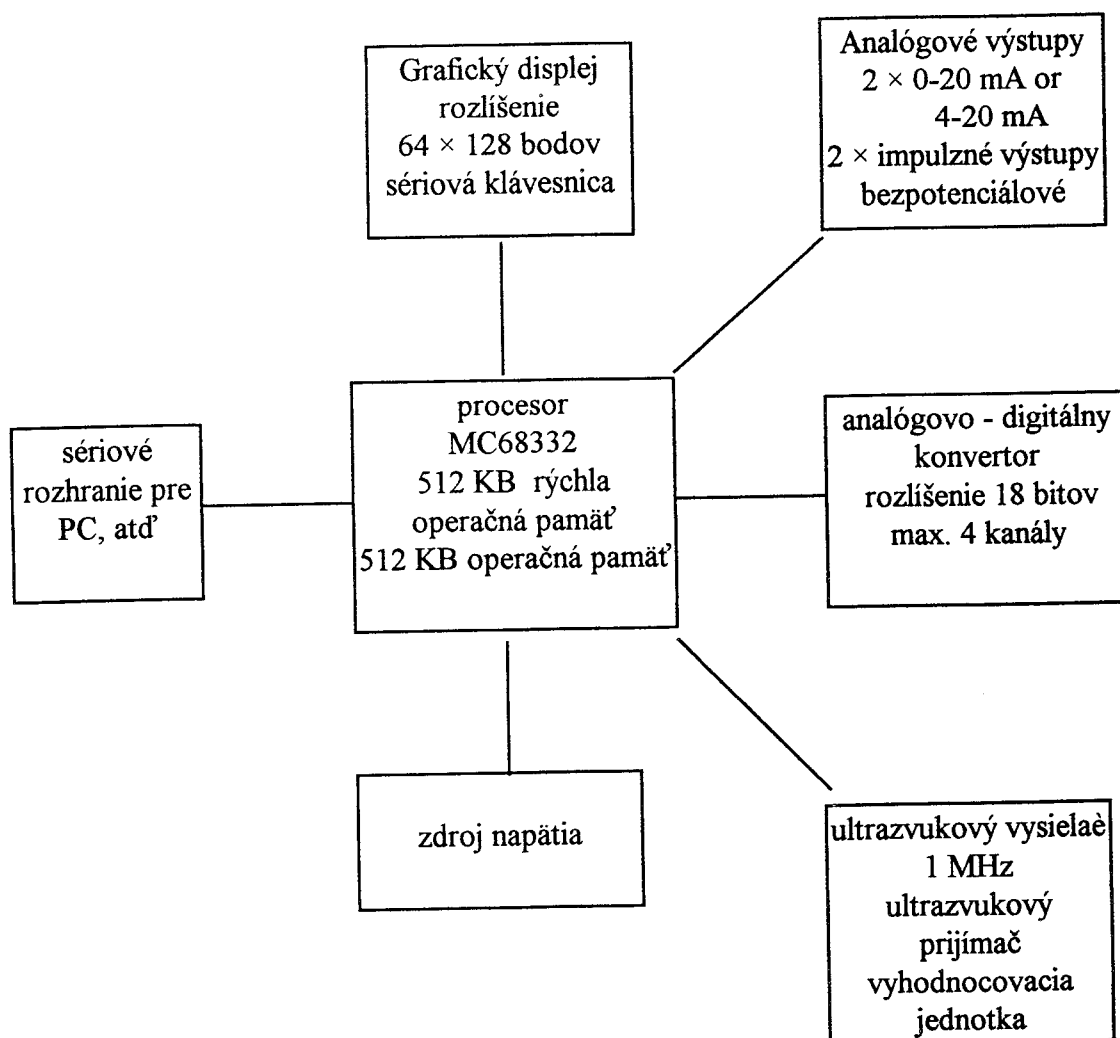 Grafický displej
rozlíšenie
64 × 128 bodov
sériová klávesnica
Analógové výstupy
2 × 0-20 mA or
4-20 mA
2 × impulzné výstupy
bezpotenciálové
sériové
rozhranie pre
PC, atď
procesor
MC68332
512 KB rýchla
operačná pamäť
512 KB operačná pamäť
analógovo - digitálny
konvertor
rozlíšenie 18 bitov
max. 4 kanály
zdroj napätia
ultrazvukový vysielaè
1 MHz
ultrazvukový
prijímač
vyhodnocovacia
jednotka